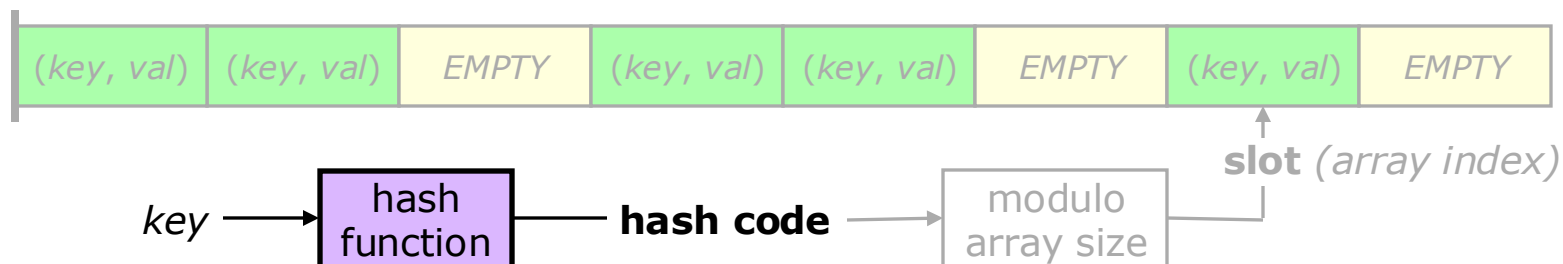 (key, val) (key, val) EMPTY (key, val) (key, val) EMPTY (key, val) EMPTY
slot (array index)
key hash function hash code modulo array size